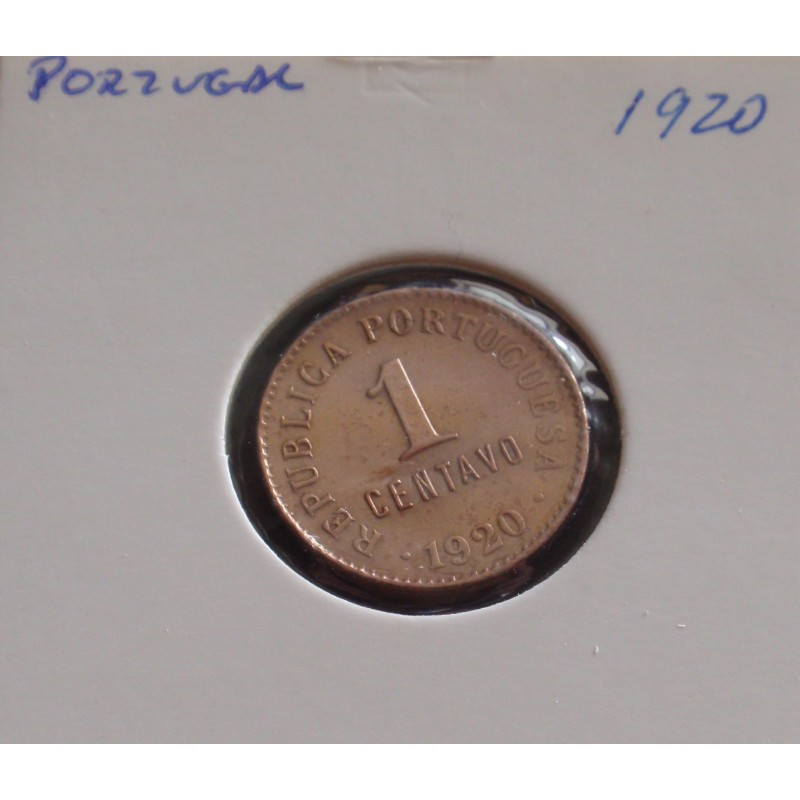 PORTUGAL
1920
REPUBLICA PORTUGUESA
1
CENTAVO
· 1920 ·